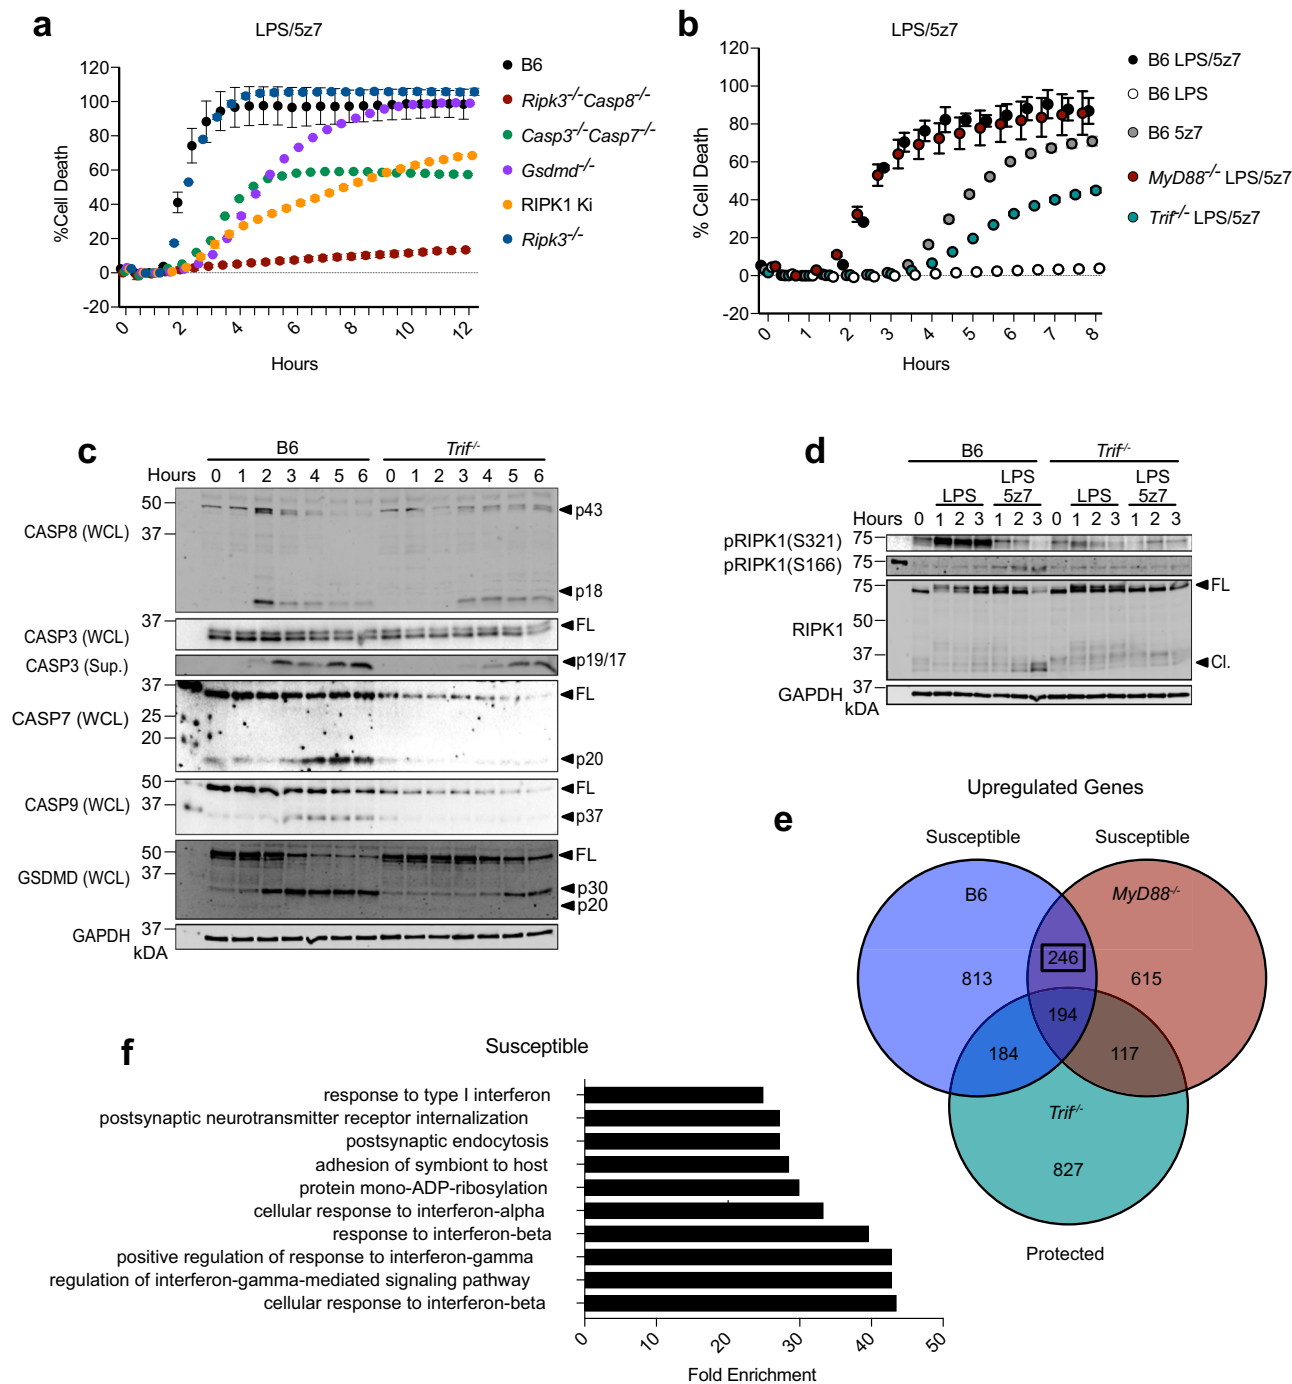 a
LPS/5z7
120
100
80
60
40
20
0
-20
%Cell Death
0 2 4 6 8 10 12
Hours
B6
Ripk3-/-Casp8-/-
Casp3-/-Casp7-/-
Gsdmd-/-
RIPK1 Ki
Ripk3-/-
b
LPS/5z7
120
100
80
60
40
20
0
-20
% Cell Death
0 1 2 3 4 5 6 7 8
Hours
B6 LPS/5z7
B6 LPS
B6 5z7
MyD88-/- LPS/5z7
Trif-/- LPS/5z7
c
B6 Trif-/-
Hours 0 1 2 3 4 5 6 0 1 2 3 4 5 6
CASP8 (WCL) 50 37 p43 p18
CASP3 (WCL) 37 FL
CASP3 (Sup.) p19/17
CASP7 (WCL) 37 25 20 FL p20
CASP9 (WCL) 50 37 FL p37
GSDMD (WCL) 50 37 FL p30 p20
GAPDH 37
kDA
d
B6 Trif-/-
LPS LPS 5z7 LPS LPS 5z7
Hours 0 1 2 3 1 2 3 0 1 2 3 1 2 3
pRIPK1(S321) 75
pRIPK1(S166) 75
RIPK1 75 50 37 FL Cl.
GAPDH 37
kDA
e
Upregulated Genes
Susceptible Susceptible
B6 MyD88-/-
246
813 615
194
184 117
Trif-/-
827
Protected
f
Susceptible
response to type I interferon
postsynaptic neurotransmitter receptor internalization
postsynaptic endocytosis
adhesion of symbiont to host
protein mono-ADP-ribosylation
cellular response to interferon-alpha
response to interferon-beta
positive regulation of response to interferon-gamma
regulation of interferon-gamma-mediated signaling pathway
cellular response to interferon-beta
0 10 20 30 40 50
Fold Enrichment